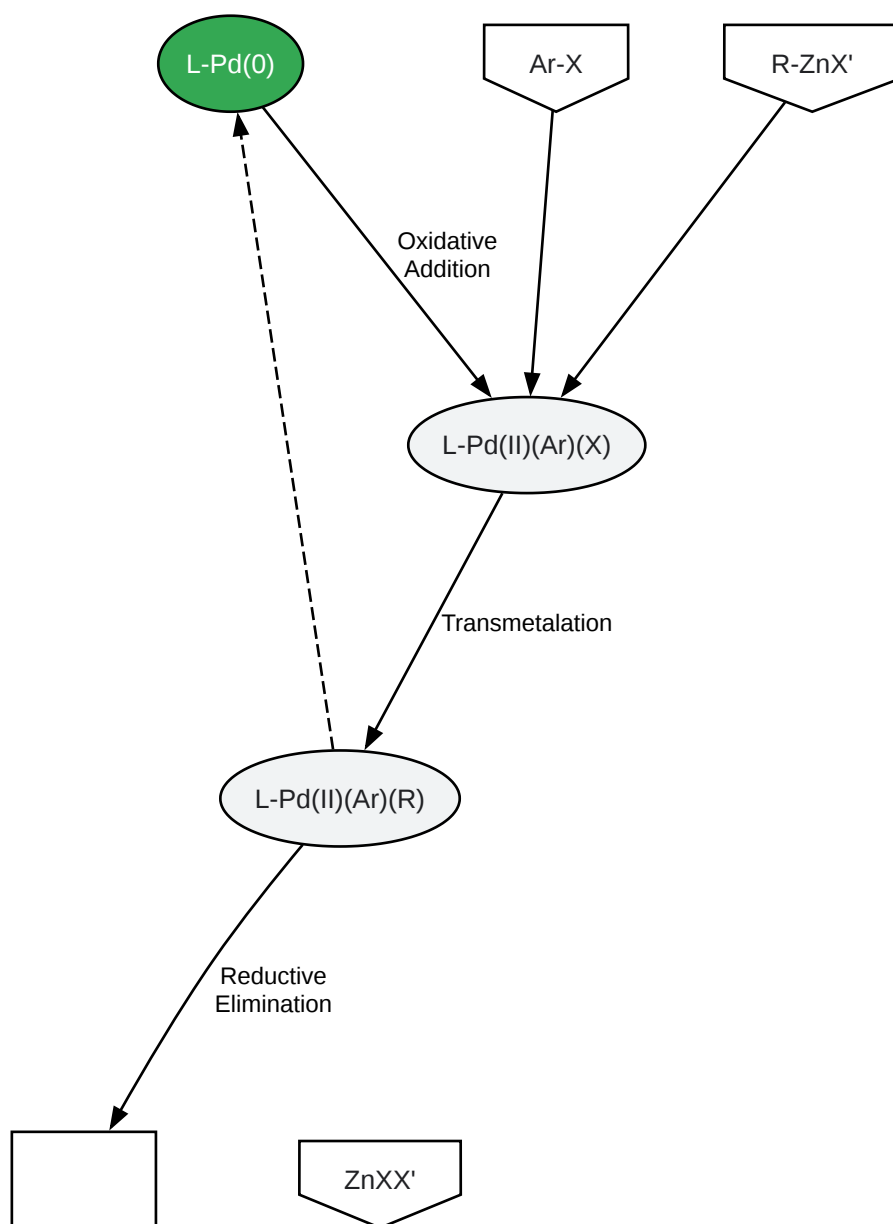 L-Pd(0)
Ar-X
R-ZnX'
Oxidative
Addition
L-Pd(II)(Ar)(X)
Transmetalation
L-Pd(II)(Ar)(R)
Reductive
Elimination
ZnXX'